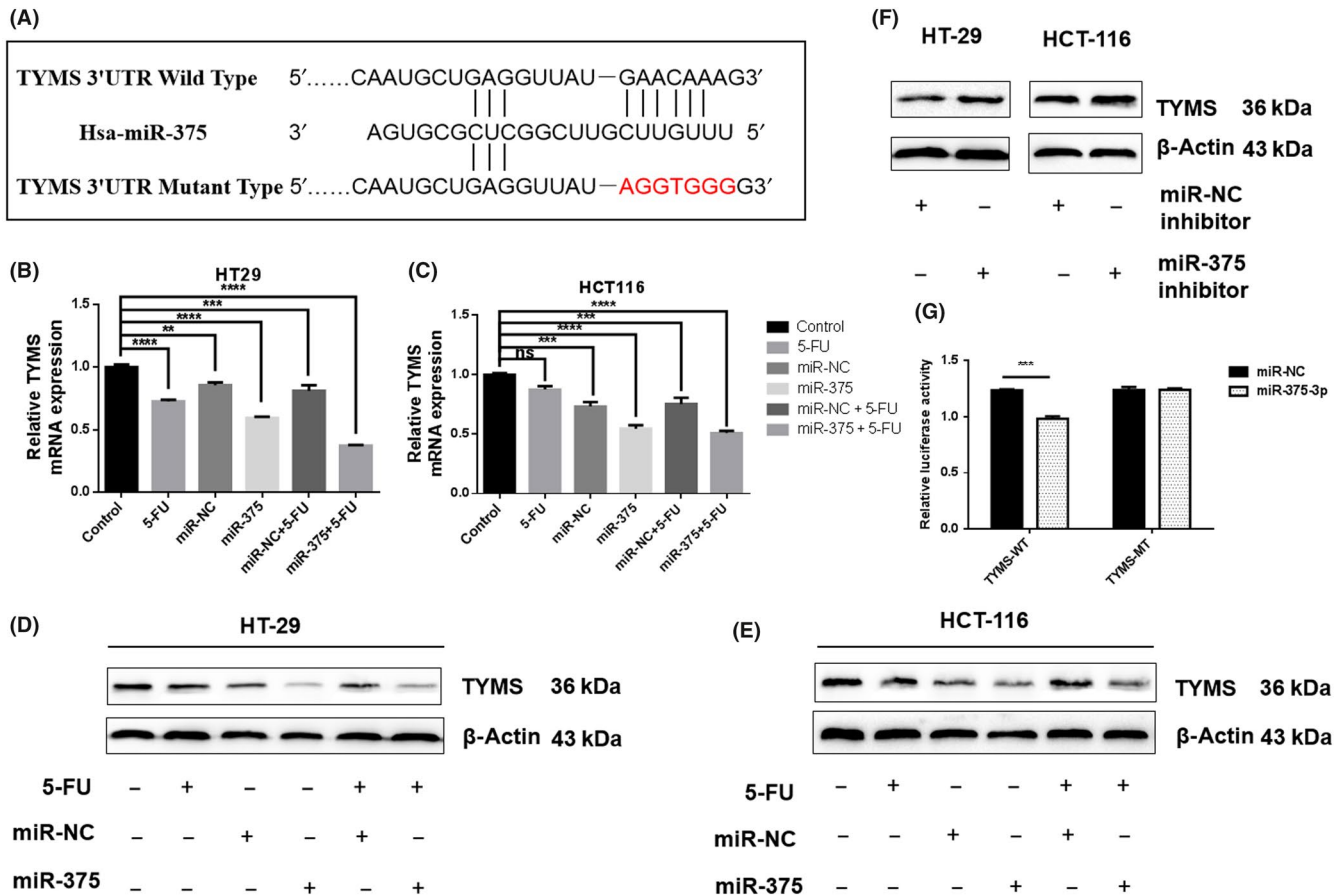 (A)
TYMS 3'UTR Wild Type 5′……CAAUGCUGAGGUUAU—GAACAAAG3′
Hsa-miR-375 3′ AGUGCGCUCGGCUUGCUUGUUU 5′
TYMS 3'UTR Mutant Type 5′……CAAUGCUGAGGUUAU—AGGTGGGG3′
(B)
HT29
Relative TYMS
mRNA expression
1.5
1.0
0.5
0.0
****
***
****
**
****
Control
5-FU
miR-NC
miR-375
miR-NC+5-FU
miR-375+5-FU
(C)
HCT116
Relative TYMS
mRNA expression
1.5
1.0
0.5
0.0
****
***
****
***
ns
Control
5-FU
miR-NC
miR-375
miR-NC+5-FU
miR-375+5-FU
Control
5-FU
miR-NC
miR-375
miR-NC + 5-FU
miR-375 + 5-FU
(D)
HT-29
TYMS 36 kDa
β-Actin 43 kDa
5-FU – + – – + +
miR-NC – – + – + –
miR-375 – – – + – +
(E)
HCT-116
TYMS 36 kDa
β-Actin 43 kDa
5-FU – + – – + +
miR-NC – – + – + –
miR-375 – – – + – +
(F)
HT-29 HCT-116
TYMS 36 kDa
β-Actin 43 kDa
+ – + – miR-NC
inhibitor
– + – + miR-375
inhibitor
(G)
Relative luciferase activity
1.5
1.0
1.5
0.0
***
TYMS-WT
TYMS-MT
miR-NC
miR-375-3p